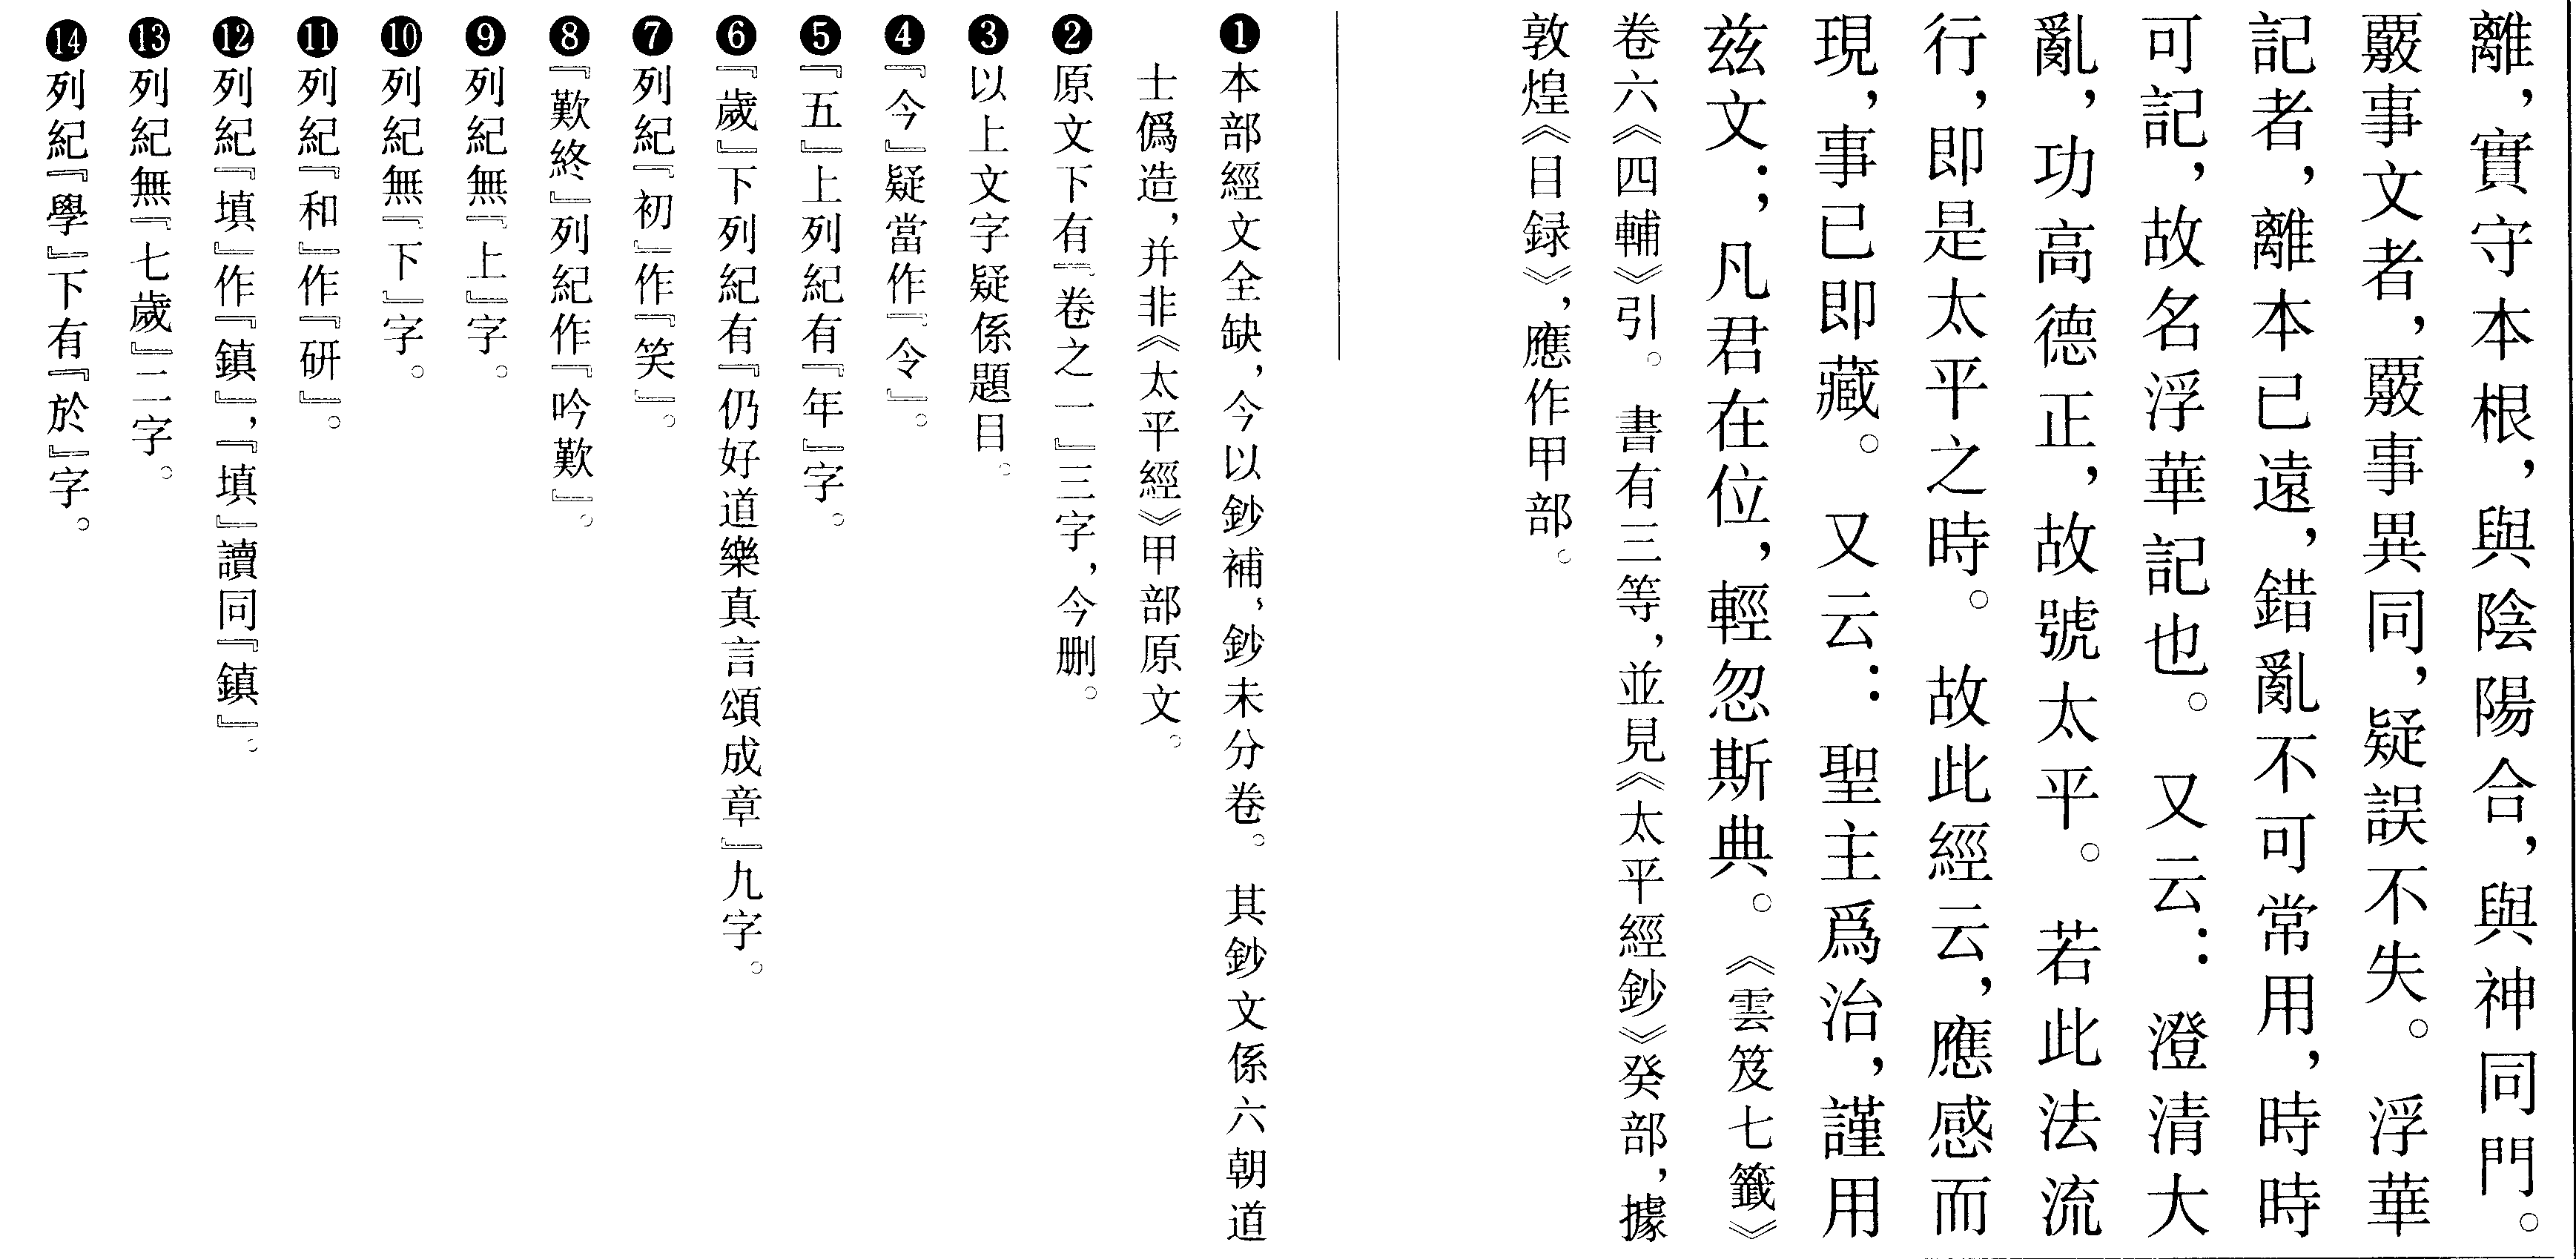 離，實守本根，與陰陽合，與神同門。
覈事文者，覈事異同，疑誤不失。　浮華
記者，離本已遠，錯亂不可常用，時時
可記，故名浮華記也。　又云：澄清大
亂，功高德正，故號太平。　若此法流
行，即是太平之時。　故此經云，應感而
現，事已即藏。　又云：聖主爲治，謹用
兹文；凡君在位，輕忽斯典。《雲笈七籤》
卷六《四輔》引。　書有三等，並見《太平經鈔》癸部，據
敦煌《目録》，應作甲部。
❶本部經文全缺，今以鈔補，鈔未分卷。　其鈔文係六朝道
士僞造，并非《太平經》甲部原文。
❷原文下有『卷之一』三字，今删。
❸以上文字疑係題目。
❹『今』疑當作『令』。
❺『五』上列紀有『年』字。
❻『歲』下列紀有『仍好道樂真言頌成章』九字。
❼列紀『初』作『笑』。
❽『歎終』列紀作『吟歎』。
❾列紀無『上』字。
❿列紀無『下』字。
⓫列紀『和』作『研』。
⓬列紀『填』作『鎮』，『填』讀同『鎮』。
⓭列紀無『七歲』二字。
⓮列紀『學』下有『於』字。